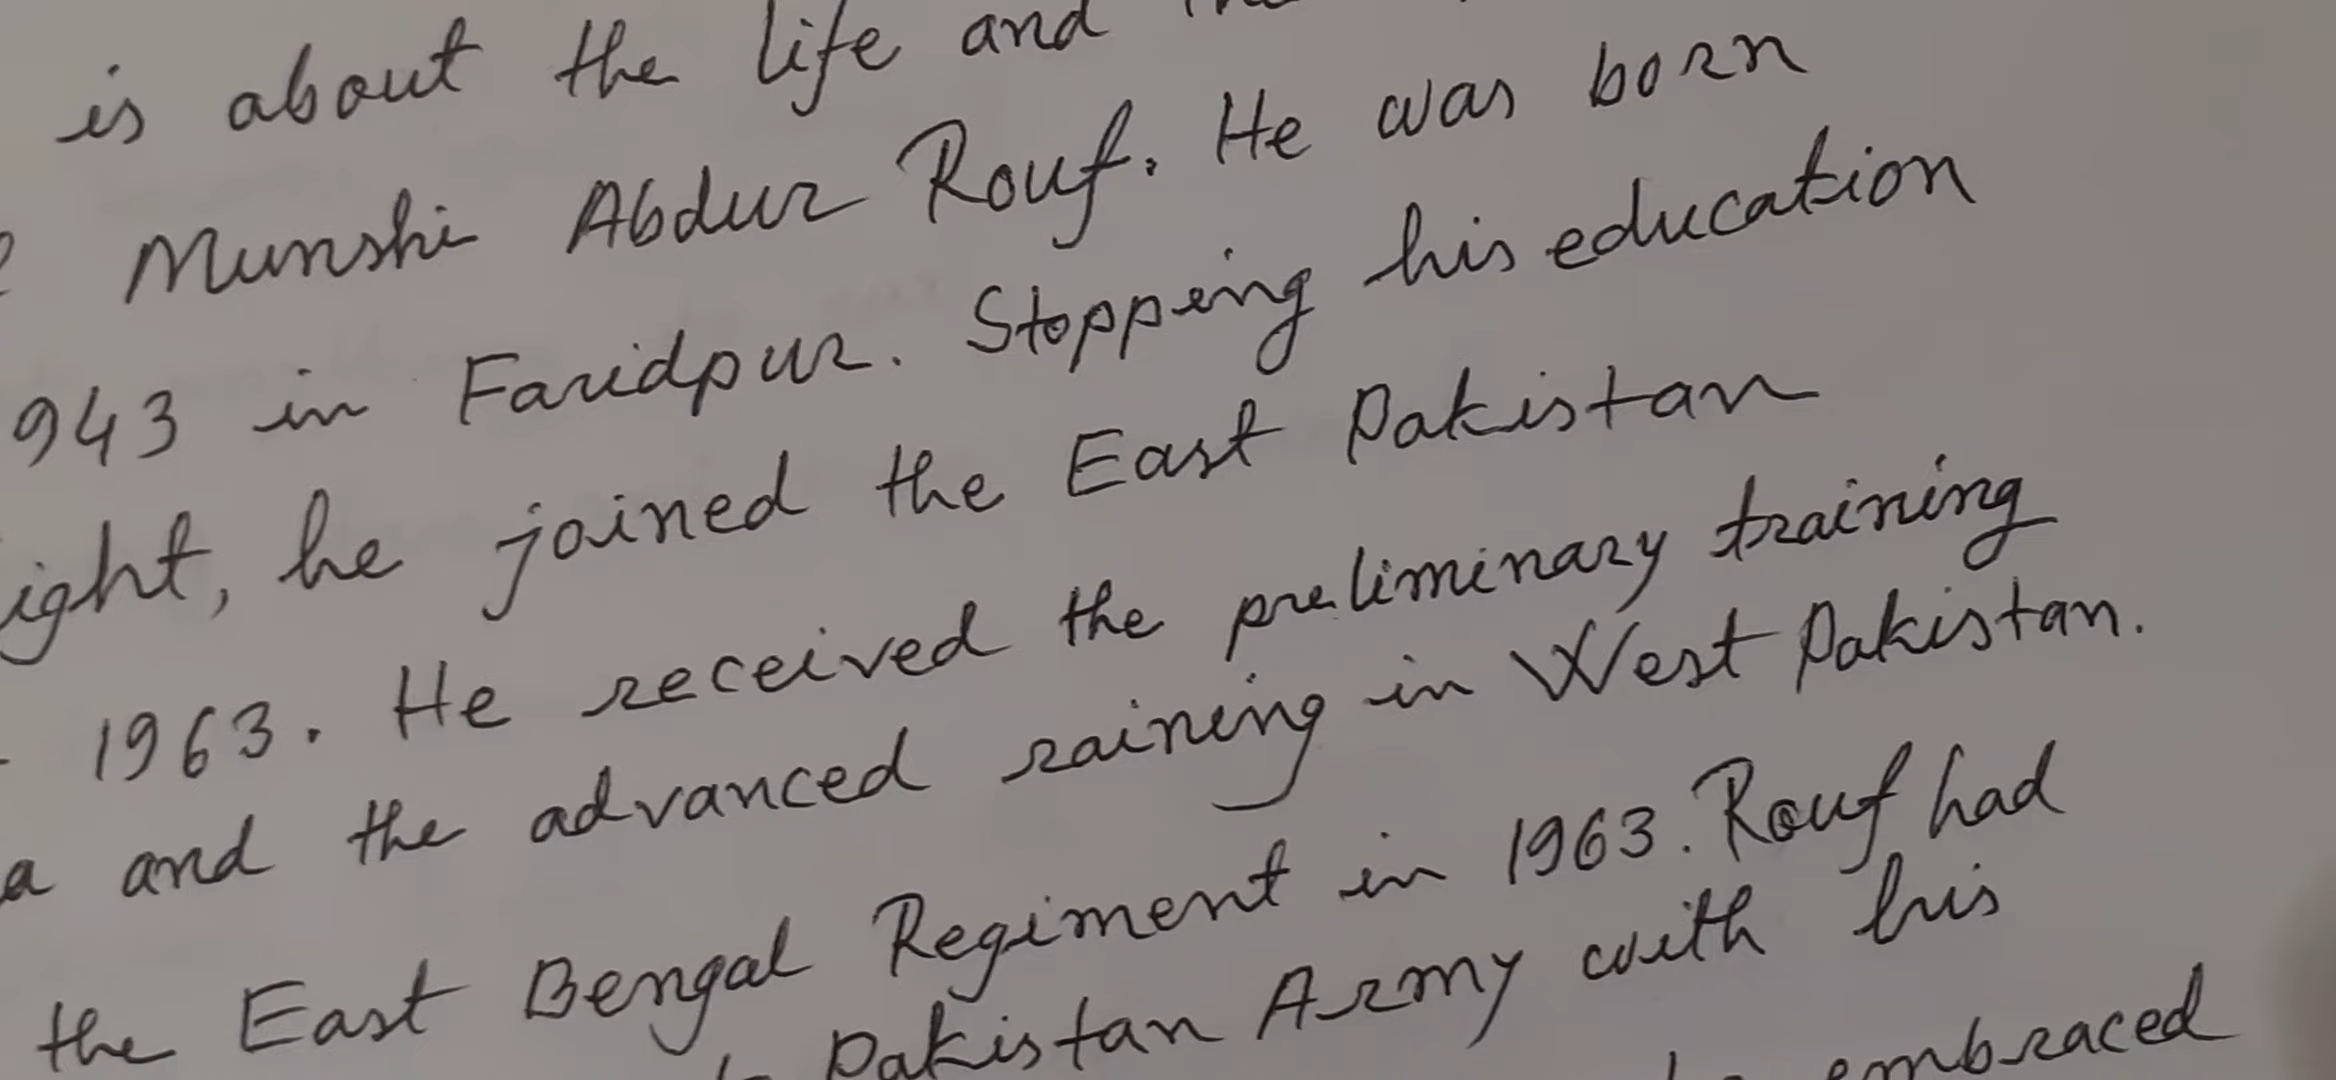 is about the life and
Munshi Abdur Rouf. He was born
943 in Faridpur. Stopping his education
ight, he joined the East Pakistan
1963. He received the preliminary training
a and the advanced raining in West Pakistan.
the East Bengal Regiment in 1963. Rouf had
Pakistan Army with his
embraced